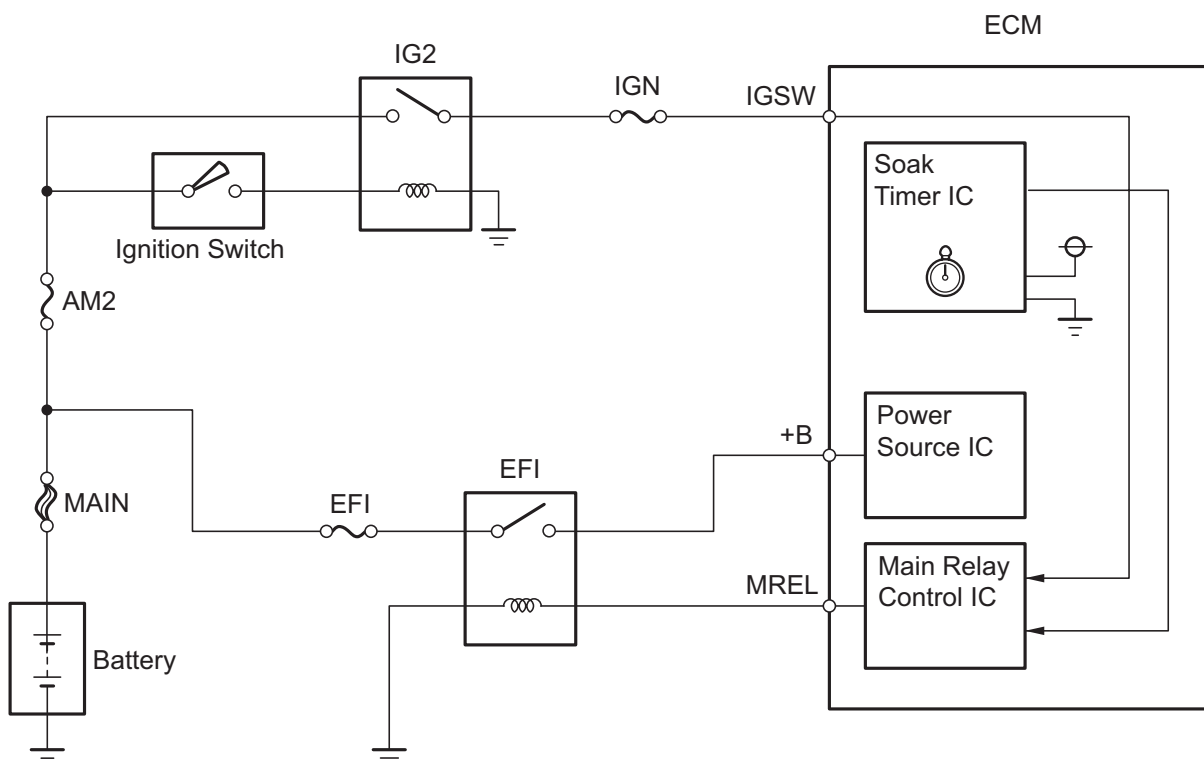 ECM
IG2
IGN
IGSW
Soak
Timer IC
Ignition Switch
AM2
Power
Source IC
+B
EFI
EFI
MAIN
Main Relay
Control IC
MREL
Battery